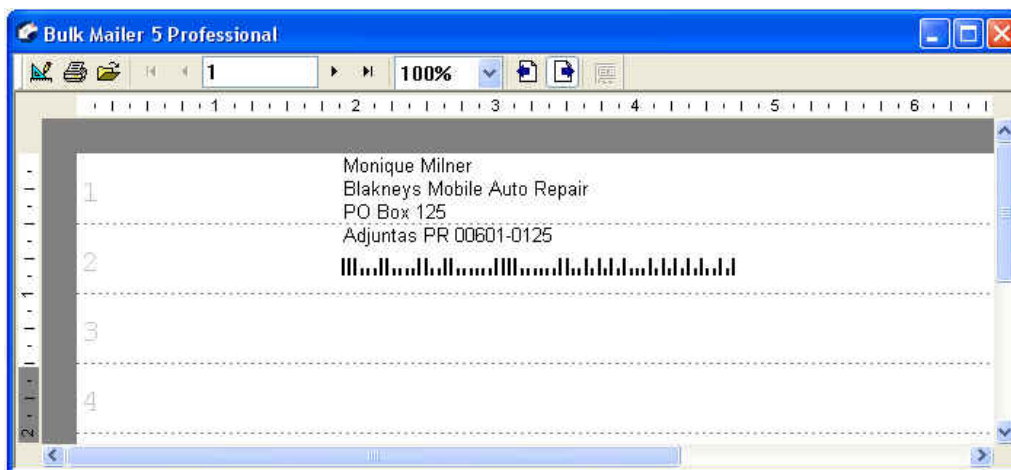 Bulk Mailer 5 Professional
1 100%
1 2 3 4 5 6
Monique Milner
1 Blakneys Mobile Auto Repair
PO Box 125
Adjuntas PR 00601-0125
2
1
3
4
2